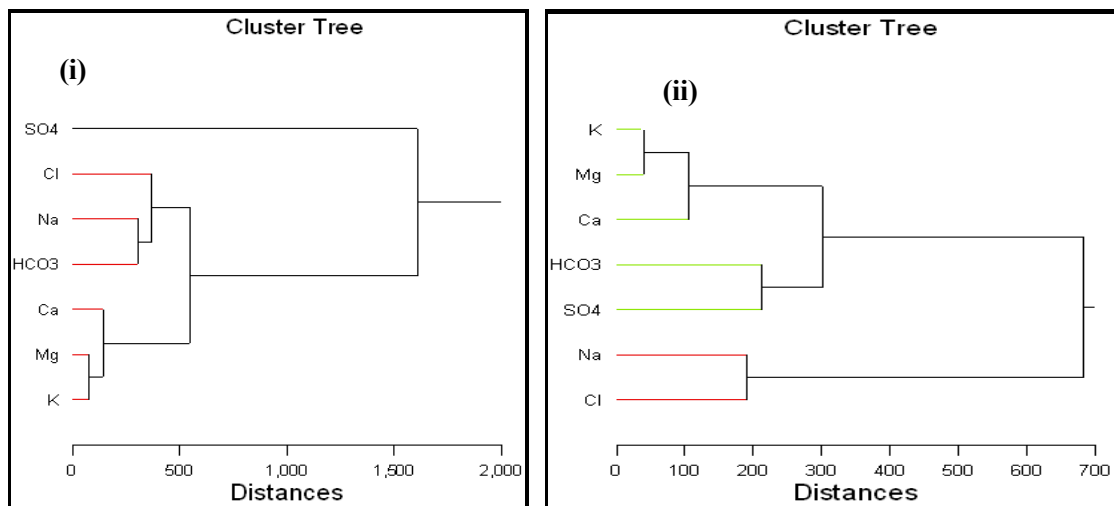 Cluster Tree
(i)
SO4
Cl
Na
HCO3
Ca
Mg
K
0 500 1,000 1,500 2,000
Distances
Cluster Tree
(ii)
K
Mg
Ca
HCO3
SO4
Na
Cl
0 100 200 300 400 500 600 700
Distances